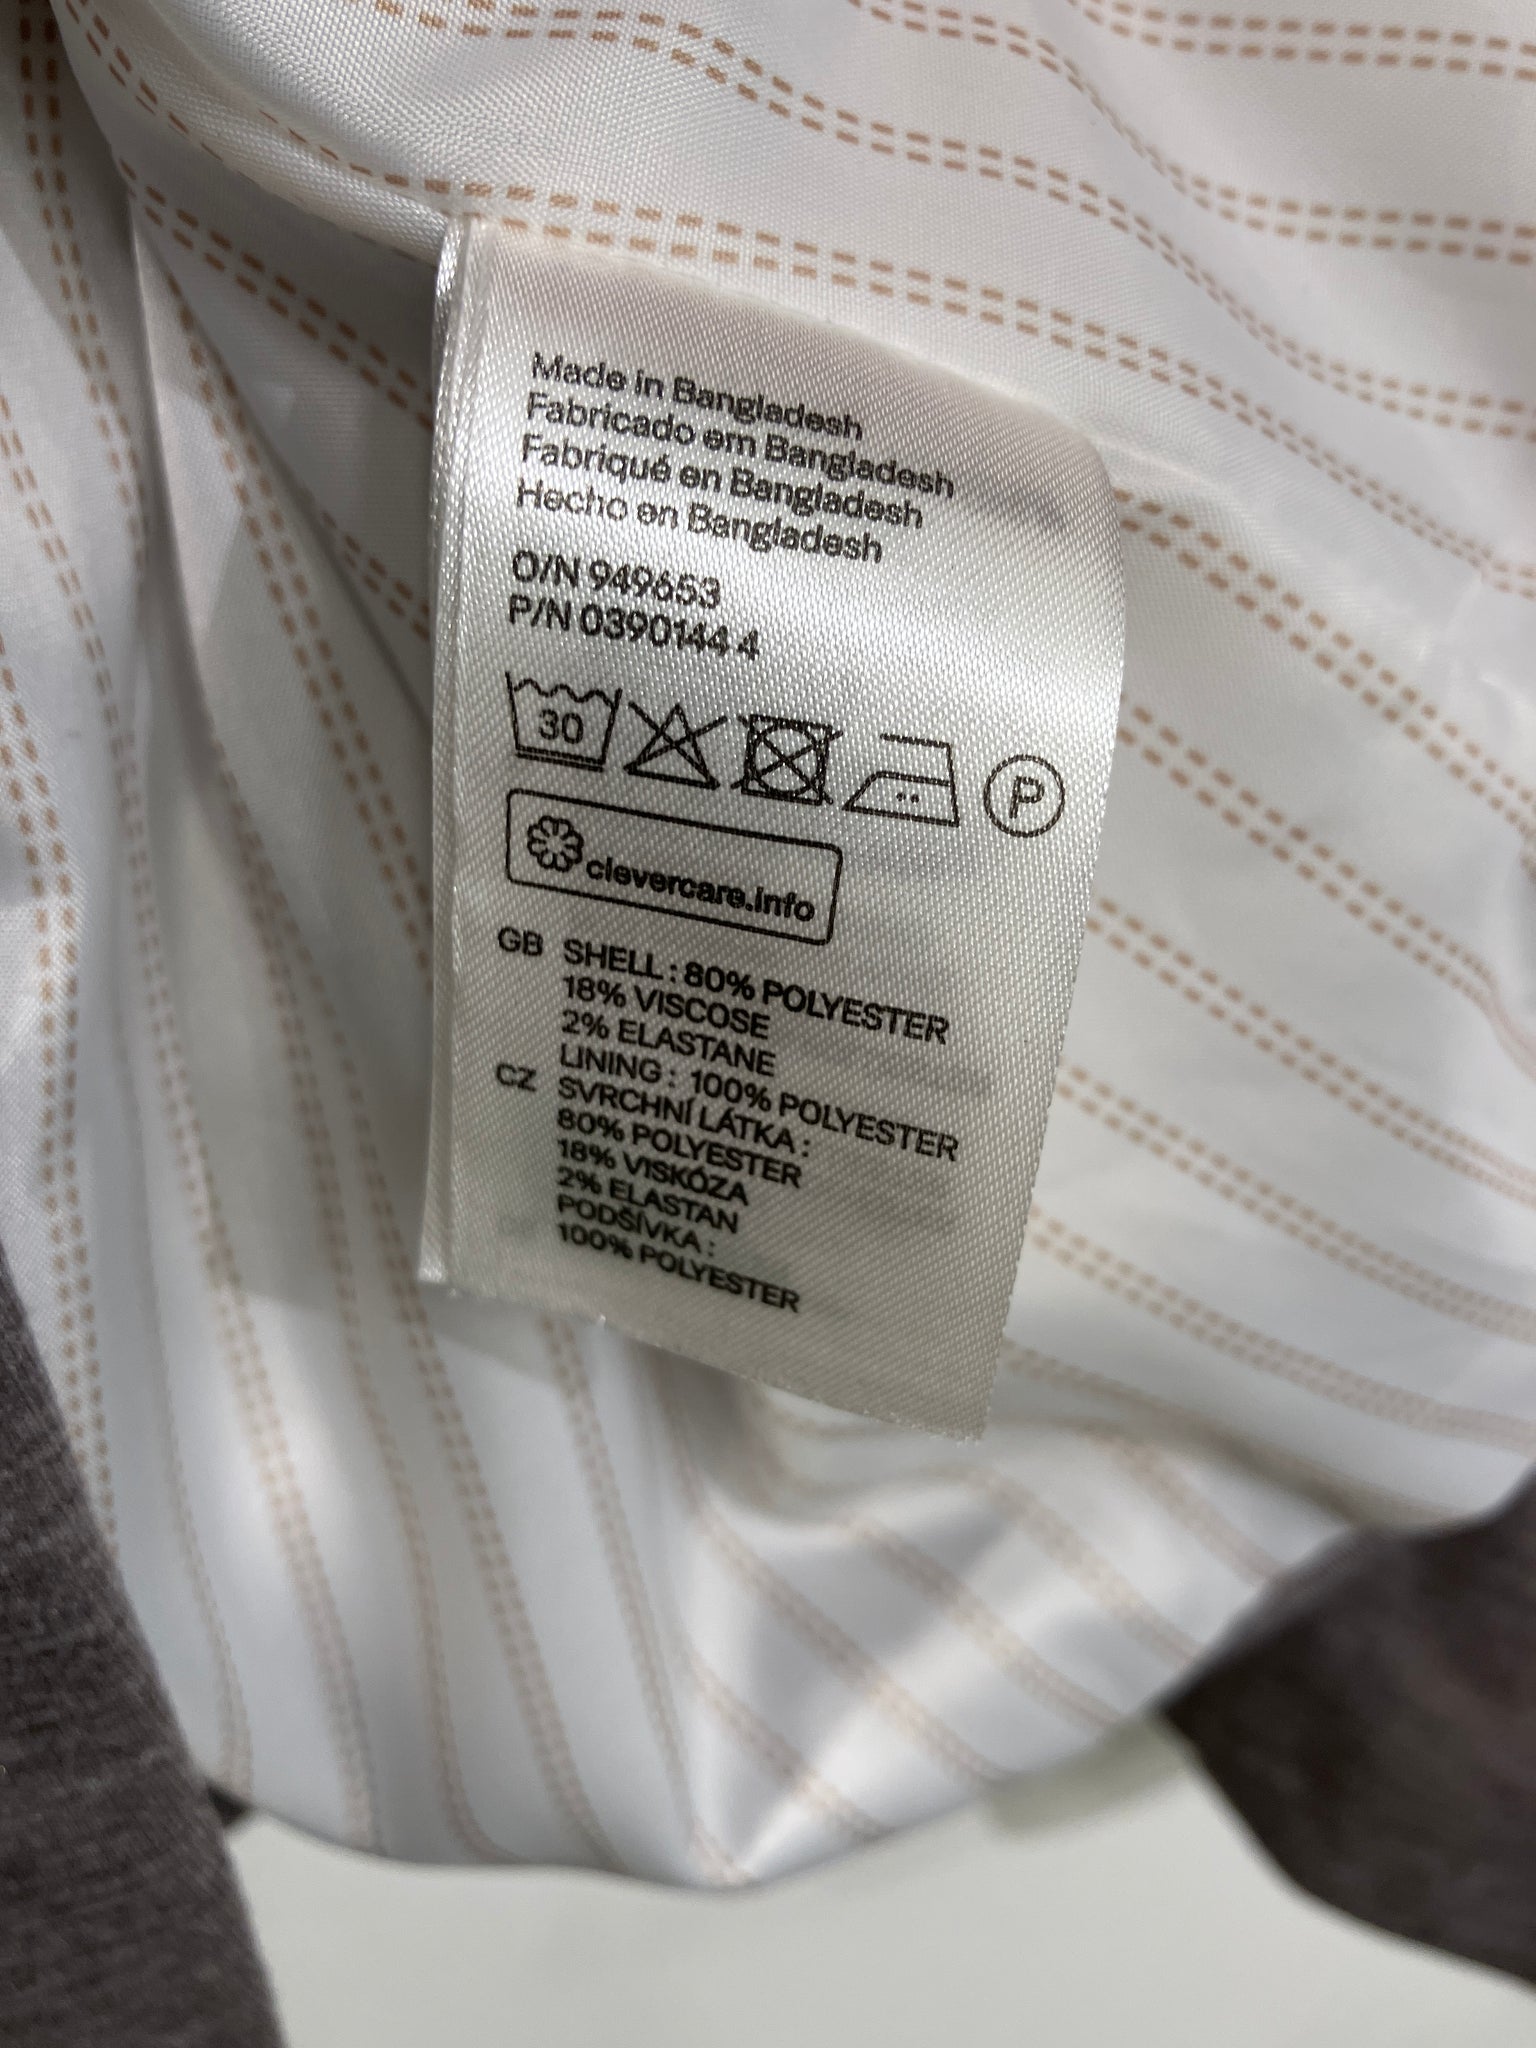 Made in Bangladesh
Fabricado em Bangladesh
Fabriqué en Bangladesh
Hecho en Bangladesh
O/N 949653
P/N 0390144 4
30
P
clevercare.info
GB SHELL : 80% POLYESTER
18% VISCOSE
2% ELASTANE
LINING : 100% POLYESTER
CZ SVRCHNÍ LÁTKA :
80% POLYESTER
18% VISKÓZA
2% ELASTAN
PODŠÍVKA :
100% POLYESTER